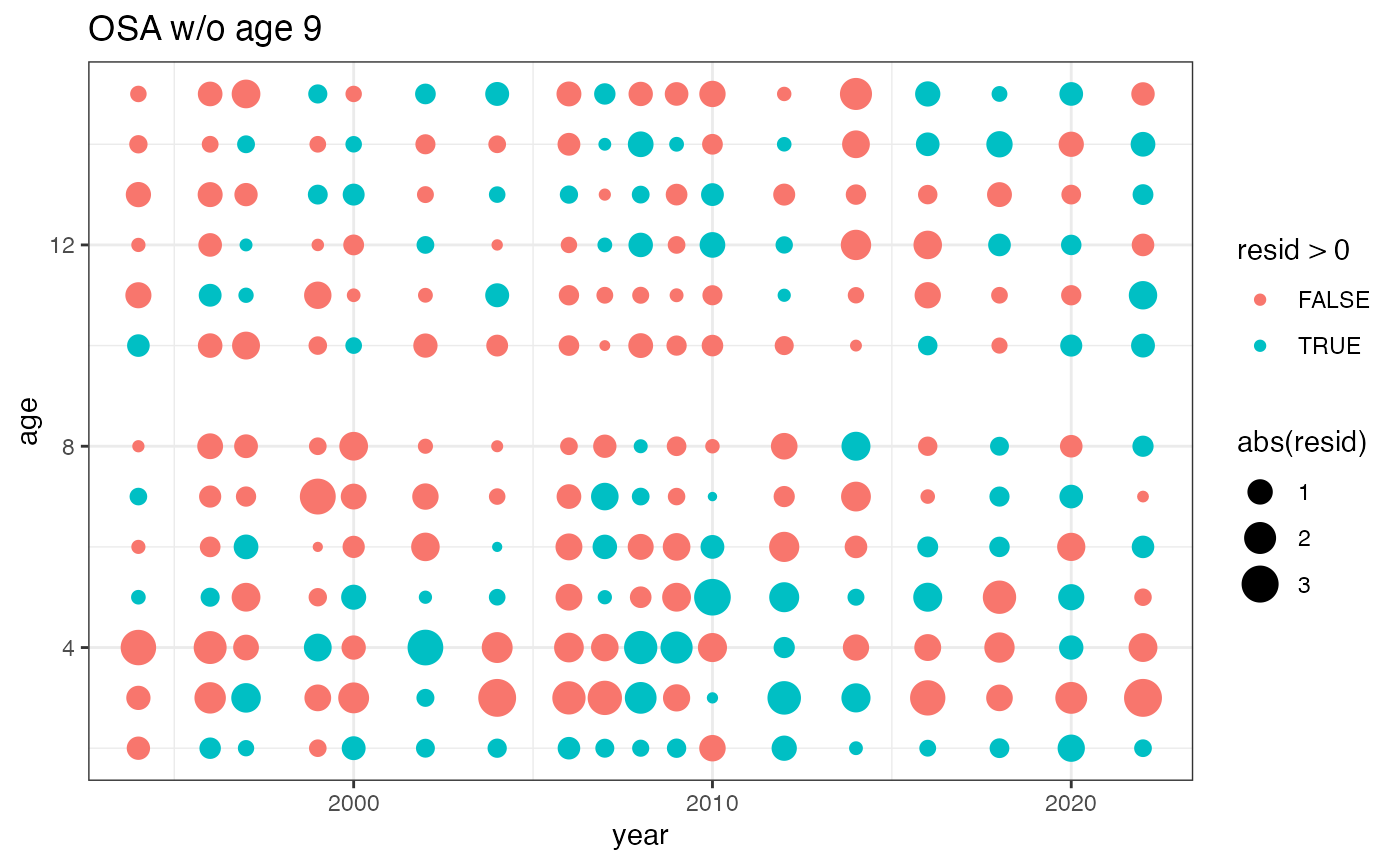 OSA w/o age 9
12
8
4
age
2000
2010
2020
year
resid > 0
FALSE
TRUE
abs(resid)
1
2
3